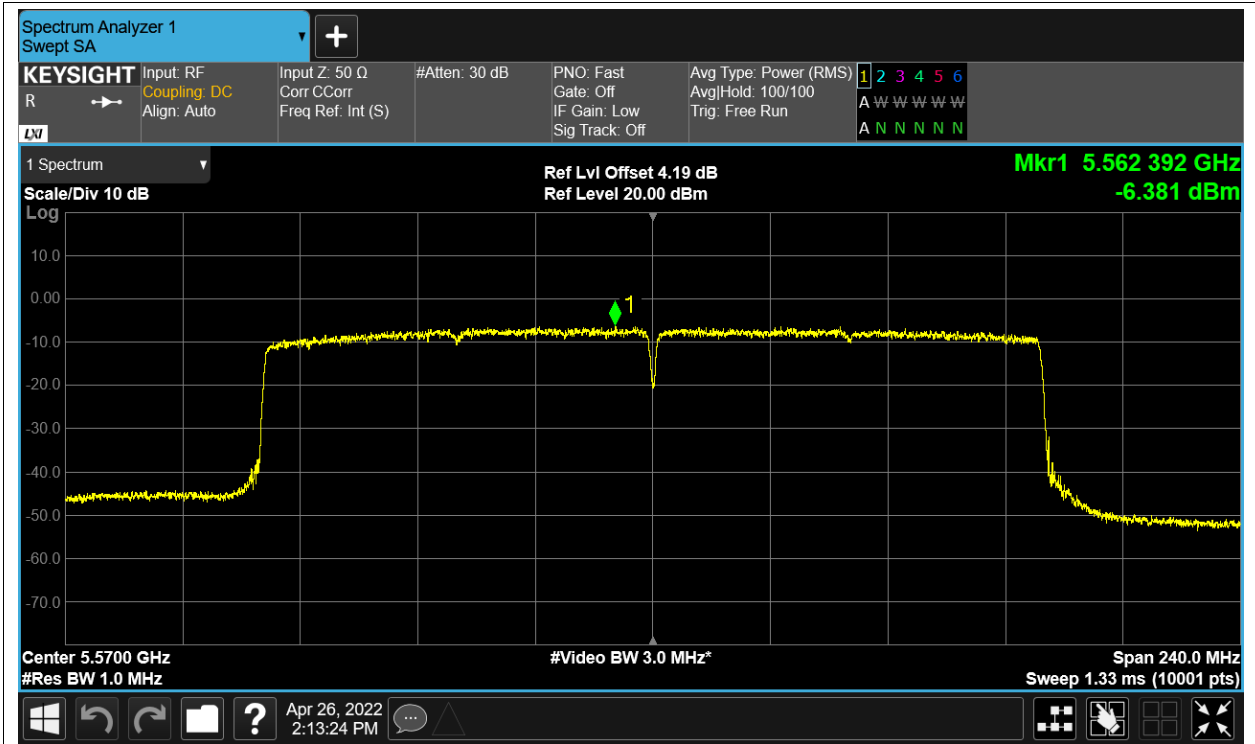 Spectrum Analyzer 1
Swept SA
+
KEYSIGHT
R
LXI
Input: RF
Coupling: DC
Align: Auto
Input Z: 50 Ω
Corr CCorr
Freq Ref: Int (S)
#Atten: 30 dB
PNO: Fast
Gate: Off
IF Gain: Low
Sig Track: Off
Avg Type: Power (RMS)
Avg|Hold: 100/100
Trig: Free Run
1 2 3 4 5 6
A W W W W W
A N N N N N
1 Spectrum
Scale/Div 10 dB
Log
Ref Lvl Offset 4.19 dB
Ref Level 20.00 dBm
Mkr1 5.562 392 GHz
-6.381 dBm
10.0
0.00
-10.0
-20.0
-30.0
-40.0
-50.0
-60.0
-70.0
1
Center 5.5700 GHz
#Res BW 1.0 MHz
#Video BW 3.0 MHz*
Span 240.0 MHz
Sweep 1.33 ms (10001 pts)
?
Apr 26, 2022
2:13:24 PM